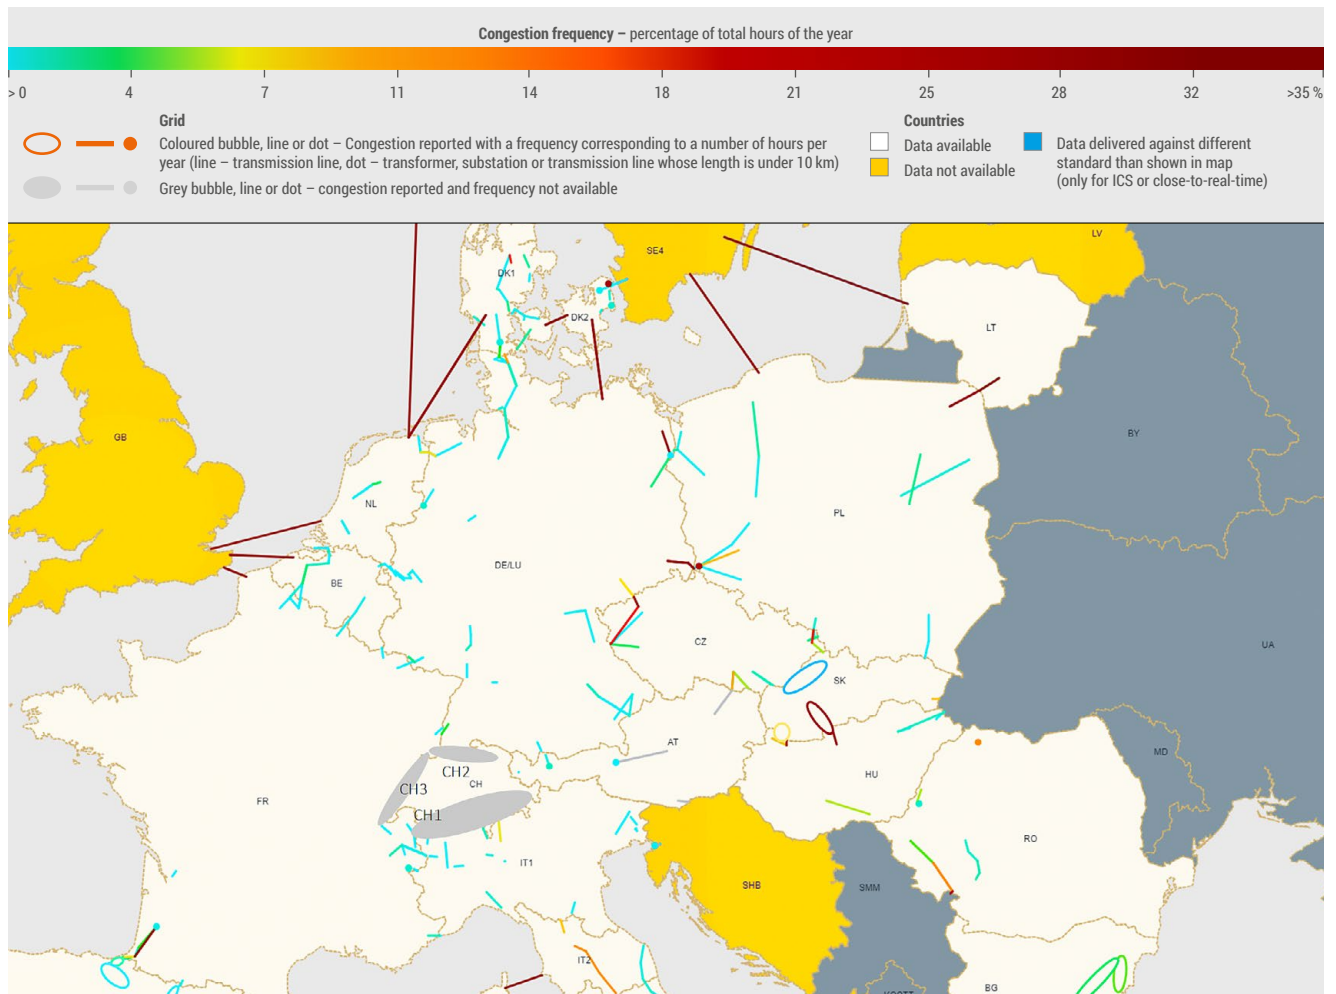 Congestion frequency – percentage of total hours of the year
> 0 4 7 11 14 18 21 25 28 32 >35 %
Grid
Coloured bubble, line or dot – Congestion reported with a frequency corresponding to a number of hours per
year (line – transmission line, dot – transformer, substation or transmission line whose length is under 10 km)
Grey bubble, line or dot – congestion reported and frequency not available
Countries
Data available
Data not available
Data delivered against different
standard than shown in map
(only for ICS or close-to-real-time)
LV
SE4
DK1
DK2
LT
GB
BY
NL
PL
DE/LU
BE
CZ
UA
SK
AT
MD
CH2
HU
CH
CH3
FR
CH1
RO
IT1
SHB
SMM
IT2
BG